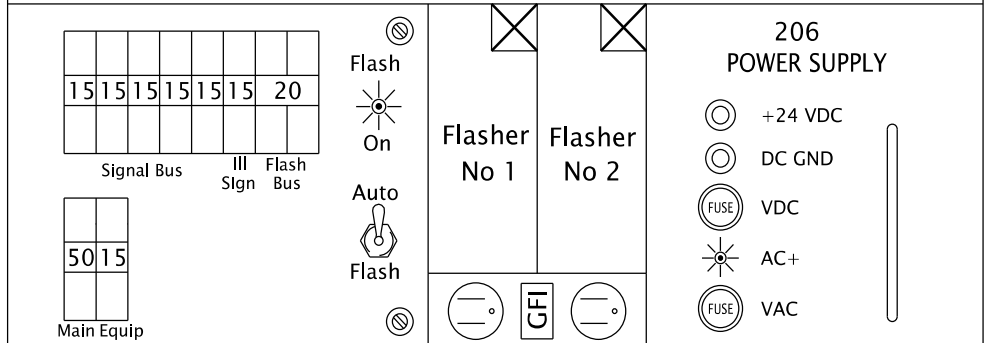 15 15 15 15 15 15 20
Signal Bus
Ill
Sign
Flash
Bus
50 15
Main Equip
Flash
On
Auto
Flash
Flasher
No 1
Flasher
No 2
GFI
206
POWER SUPPLY
+24 VDC
DC GND
FUSE VDC
AC+
FUSE VAC